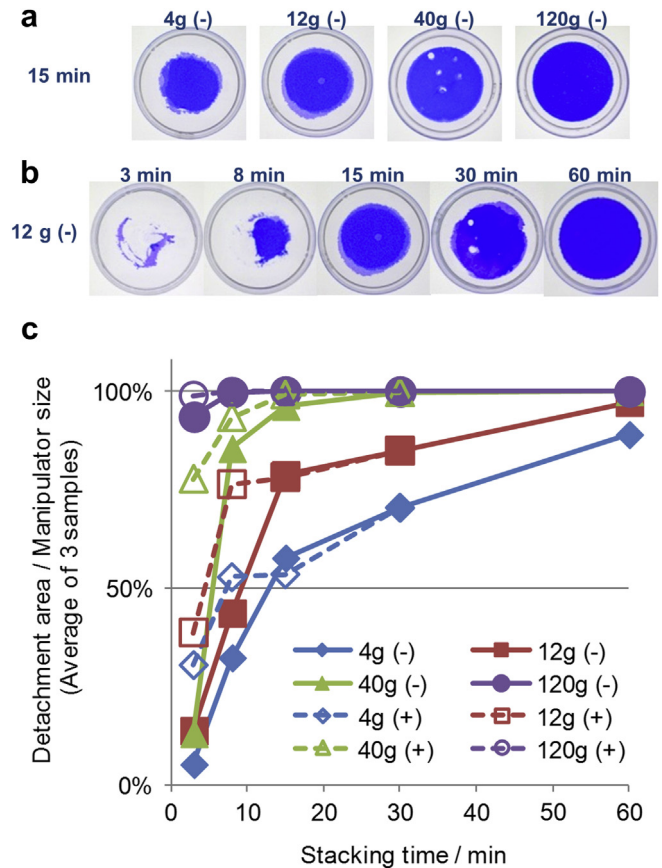 a
4g (-) 12g (-) 40g (-) 120g (-)
15 min
b
3 min 8 min 15 min 30 min 60 min
12 g (-)
c
Detachment area / Manipulator size
(Average of 3 samples)
100%
50%
0%
4g (-) 12g (-)
40g (-) 120g (-)
4g (+) 12g (+)
40g (+) 120g (+)
0 10 20 30 40 50 60
Stacking time / min